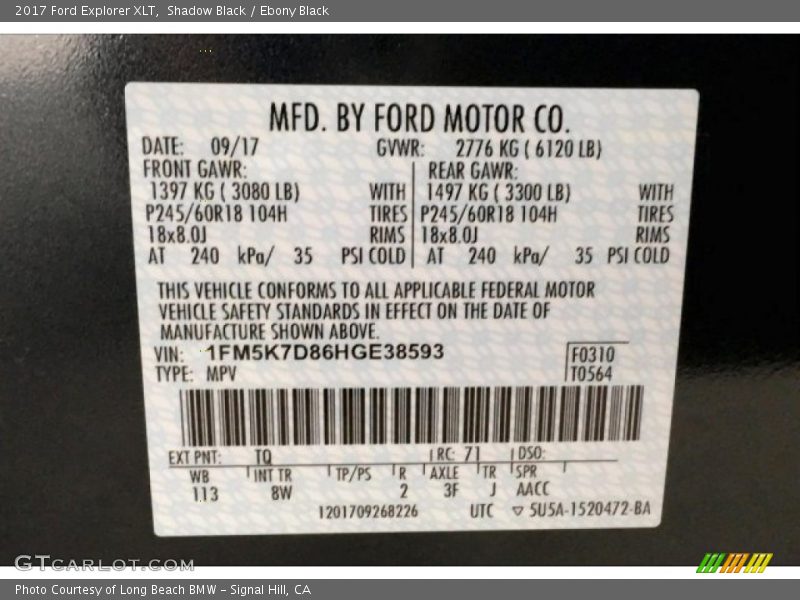 2017 Ford Explorer XLT, Shadow Black / Ebony Black
MFD. BY FORD MOTOR CO.
DATE: 09/17 GVWR: 2776 KG ( 6120 LB)
FRONT GAWR: REAR GAWR:
1397 KG ( 3080 LB) WITH 1497 KG ( 3300 LB) WITH
P245/60R18 104H TIRES P245/60R18 104H TIRES
18x8.0J RIMS 18x8.0J RIMS
AT 240 kPa/ 35 PSI COLD AT 240 kPa/ 35 PSI COLD
THIS VEHICLE CONFORMS TO ALL APPLICABLE FEDERAL MOTOR
VEHICLE SAFETY STANDARDS IN EFFECT ON THE DATE OF
MANUFACTURE SHOWN ABOVE.
VIN: 1FM5K7D86HGE38593 F0310
TYPE: MPV T0564
EXT PNT: TQ RC: 71 DSO:
WB INT TR TP/PS R AXLE TR SPR
113 8W 2 3F J AACC
1201709268226 UTC ▽ 5U5A-1520472-BA
GTCARLOT.COM
Photo Courtesy of Long Beach BMW - Signal Hill, CA